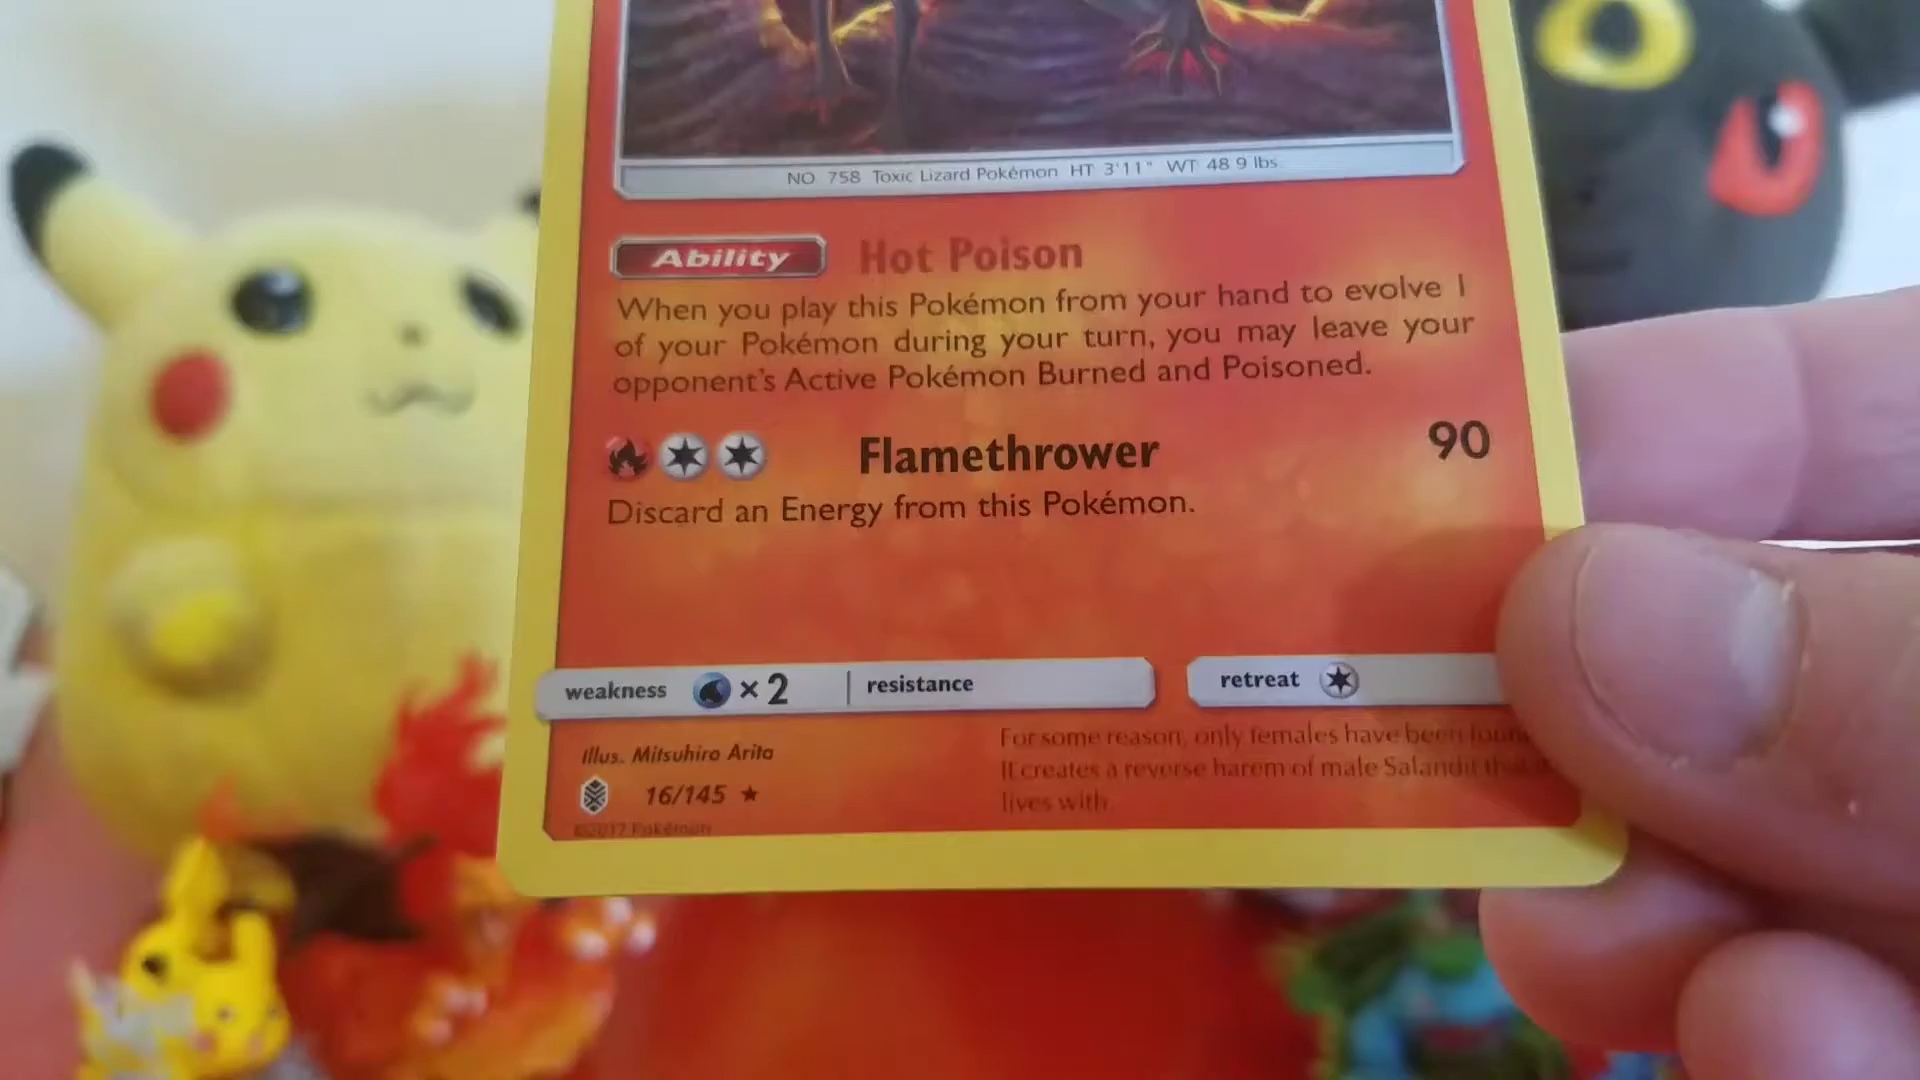 NO. 758 Toxic Lizard Pokémon HT 3'11" WT 48.9 lbs
Ability Hot Poison
When you play this Pokémon from your hand to evolve 1
of your Pokémon during your turn, you may leave your
opponent's Active Pokémon Burned and Poisoned.
Flamethrower 90
Discard an Energy from this Pokémon.
weakness ×2 resistance retreat
Illus. Mitsuhiro Arita
16/145 ★
©2017 Pokémon
For some reason, only females have been
It creates a reverse harem of male Salandit that
lives with.